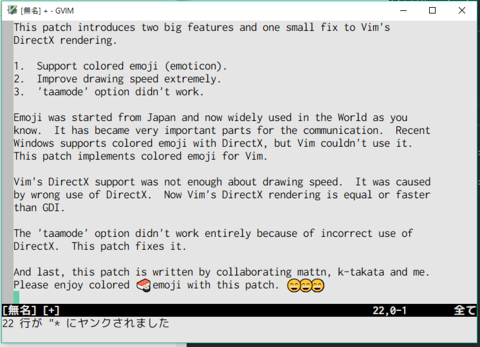 [無名] + - GVIM
This patch introduces two big features and one small fix to Vim's
DirectX rendering.
1. Support colored emoji (emoticon).
2. Improve drawing speed extremely.
3. 'taamode' option didn't work.
Emoji was started from Japan and now widely used in the World as you
know. It has became very important parts for the communication. Recent
Windows supports colored emoji with DirectX, but Vim couldn't use it.
This patch implements colored emoji for Vim.
Vim's DirectX support was not enough about drawing speed. It was caused
by wrong use of DirectX. Now Vim's DirectX rendering is equal or faster
than GDI.
The 'taamode' option didn't work entirely because of incorrect use of
DirectX. This patch fixes it.
And last, this patch is written by collaborating mattn, k-takata and me.
Please enjoy colored 🍣emoji with this patch. 😄😄😄
[無名] [+] 22,0-1 全て
22 行が "* にヤンクされました